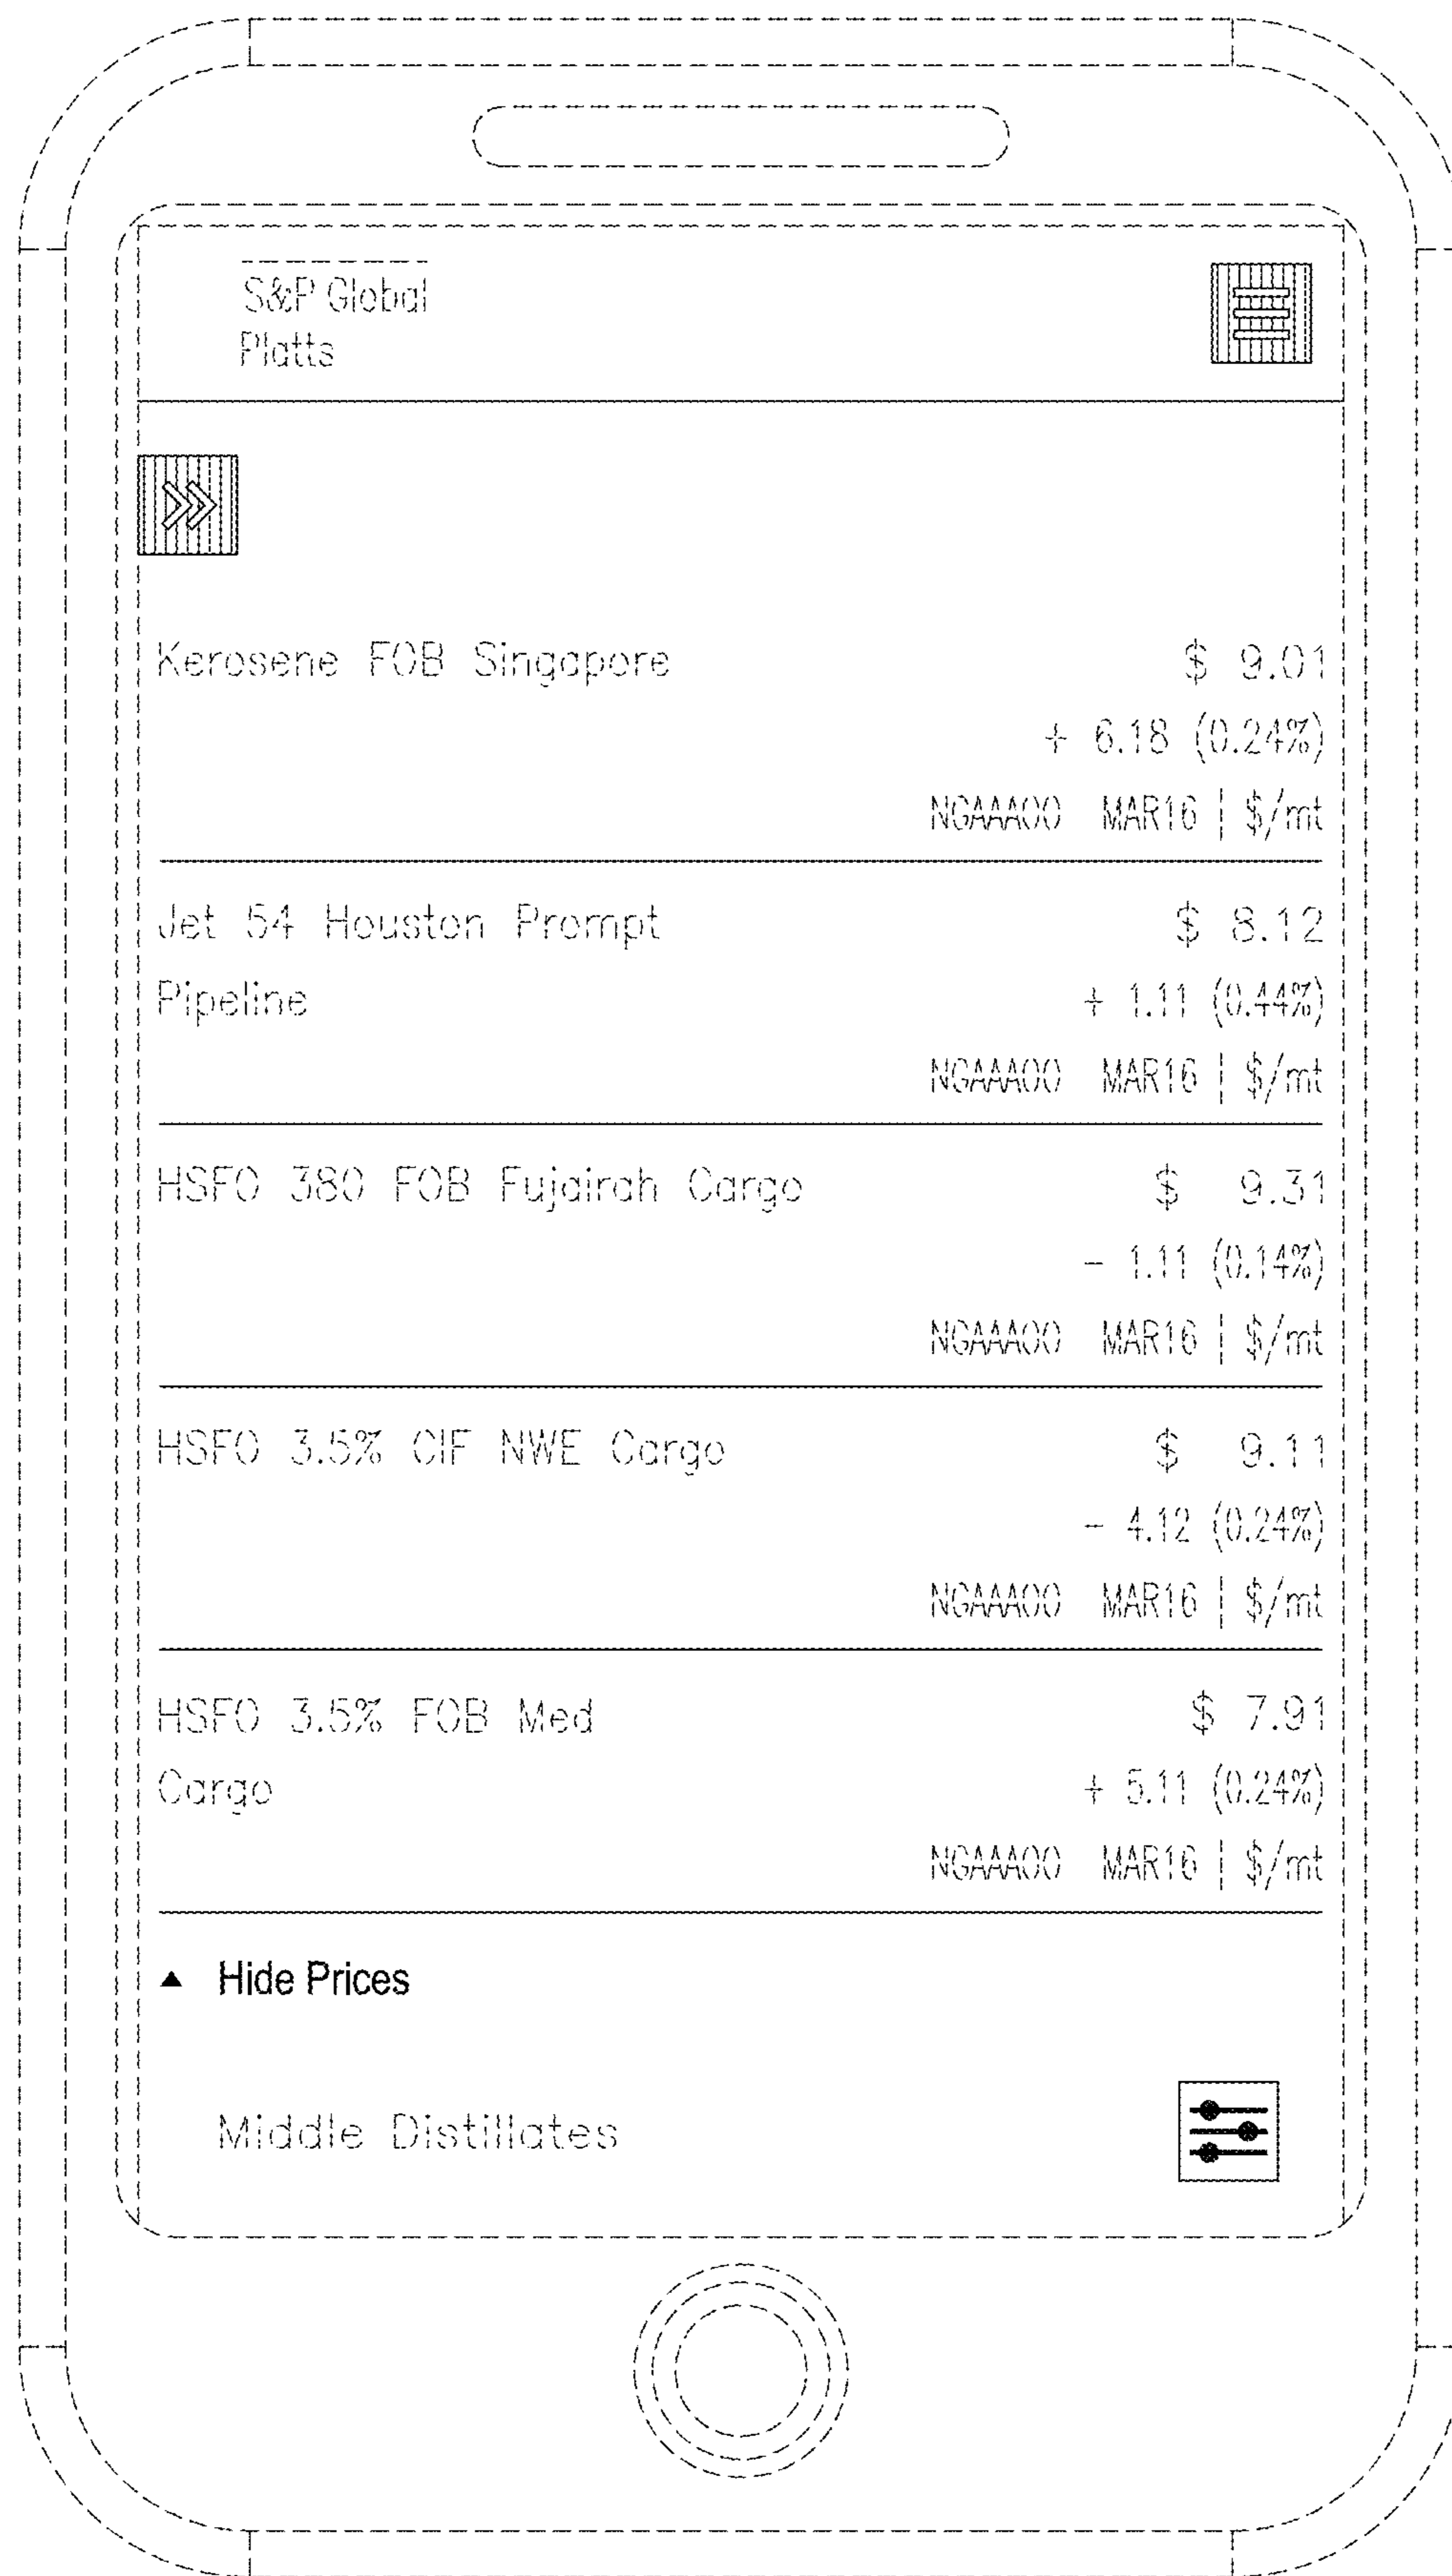 S&P Global
Platts
Kerosene FOB Singapore $ 9.01
+ 6.18 (0.24%)
NGAAA00 MAR16 | $/mt
Jet 54 Houston Prompt $ 8.12
Pipeline + 1.11 (0.44%)
NGAAA00 MAR16 | $/mt
HSFO 380 FOB Fujairah Cargo $ 9.31
- 1.11 (0.14%)
NGAAA00 MAR16 | $/mt
HSFO 3.5% CIF NWE Cargo $ 9.11
- 4.12 (0.24%)
NGAAA00 MAR16 | $/mt
HSFO 3.5% FOB Med $ 7.91
Cargo + 5.11 (0.24%)
NGAAA00 MAR16 | $/mt
Hide Prices
Middle Distillates